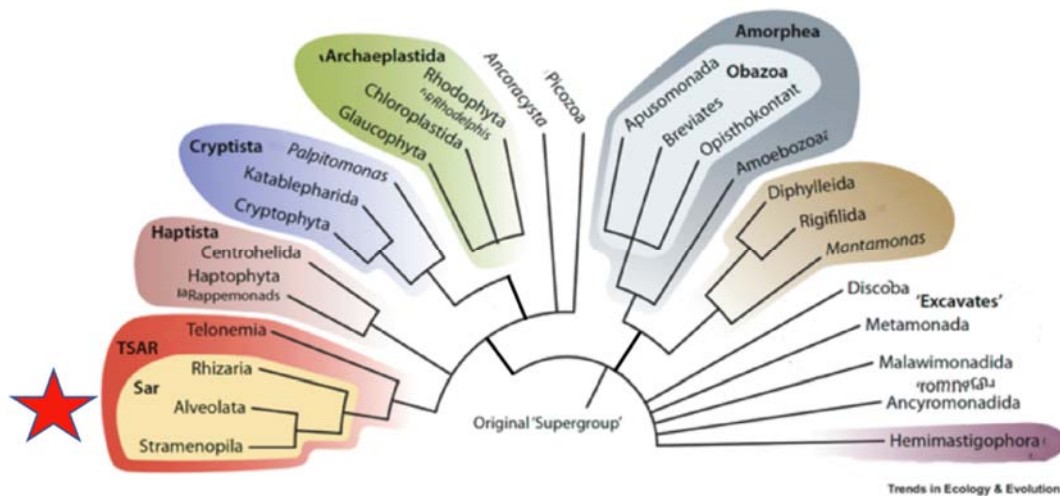 Amorphea
Archaeplastida
Obazoa
Ancoracysta
Picozoa
Rhodophyta
Rhodelphis
Apusomonada
Chloroplastida
Breviates
Glaucophyta
Cryptista
Palpitomonas
Amoebozoa
Katablepharida
Diphylleida
Cryptophyta
Rigifilida
Haptista
Mantamonas
Centrohelida
Haptophyta
Rappemonads
Discoba
'Excavates'
Telonemia
Metamonada
TSAR
Rhizaria
Malawimonadida
Sar
Alveolata
Ancyromonadida
Original 'Supergroup'
Stramenopila
Hemimastigophora
Trends in Ecology & Evolution